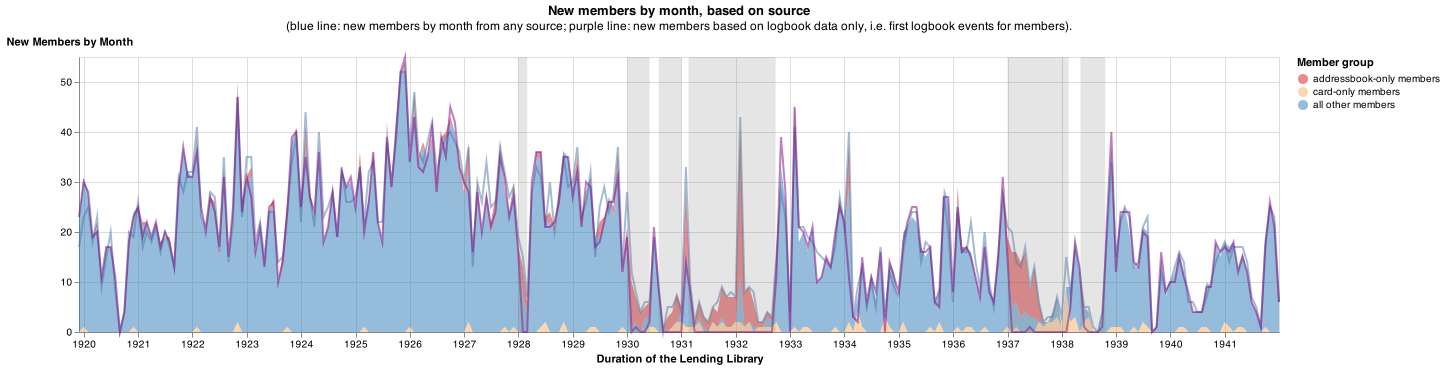 New members by month, based on source
(blue line: new members by month from any source; purple line: new members based on logbook data only, i.e. first logbook events for members).
New Members by Month
50
40
30
20
10
0
1920 1921 1922 1923 1924 1925 1926 1927 1928 1929 1930 1931 1932 1933 1934 1935 1936 1937 1938 1939 1940 1941
Duration of the Lending Library
Member group
addressbook-only members
card-only members
all other members